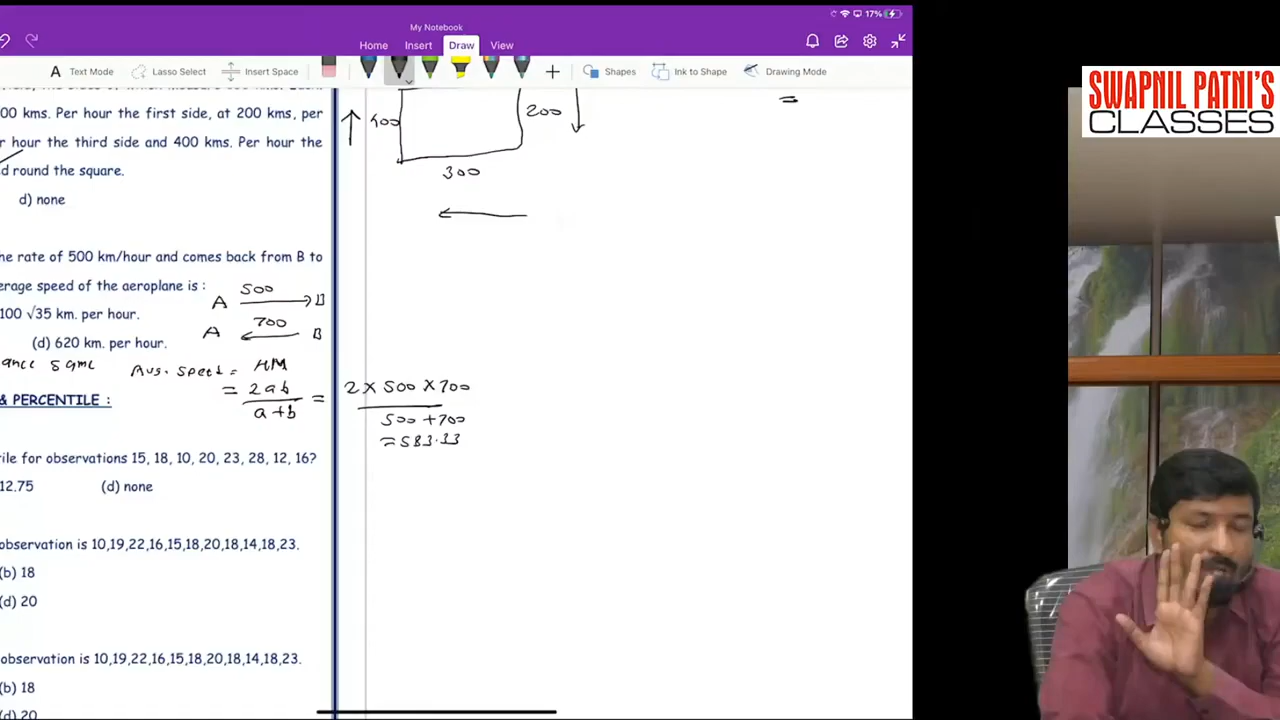 17%
My Notebook
Home Insert Draw View
Text Mode Lasso Select Insert Space Shapes Ink to Shape Drawing Mode
00 kms. Per hour the first side, at 200 kms, per
r hour the third side and 400 kms. Per hour the
d round the square.
d) none
400 200
300
=
he rate of 500 km/hour and comes back from B to
erage speed of the aeroplane is :
A 500 B
100 √35 km. per hour.
A 700 B
(d) 620 km. per hour.
ance same Avg. speed = HM
= 2ab / a+b = 2 × 500 × 700 / 500 + 700
= 583.33
& PERCENTILE :
tile for observations 15, 18, 10, 20, 23, 28, 12, 16?
12.75 (d) none
observation is 10,19,22,16,15,18,20,18,14,18,23.
(b) 18
(d) 20
observation is 10,19,22,16,15,18,20,18,14,18,23.
(b) 18
(d) 20
SWAPNIL PATNI'S
CLASSES